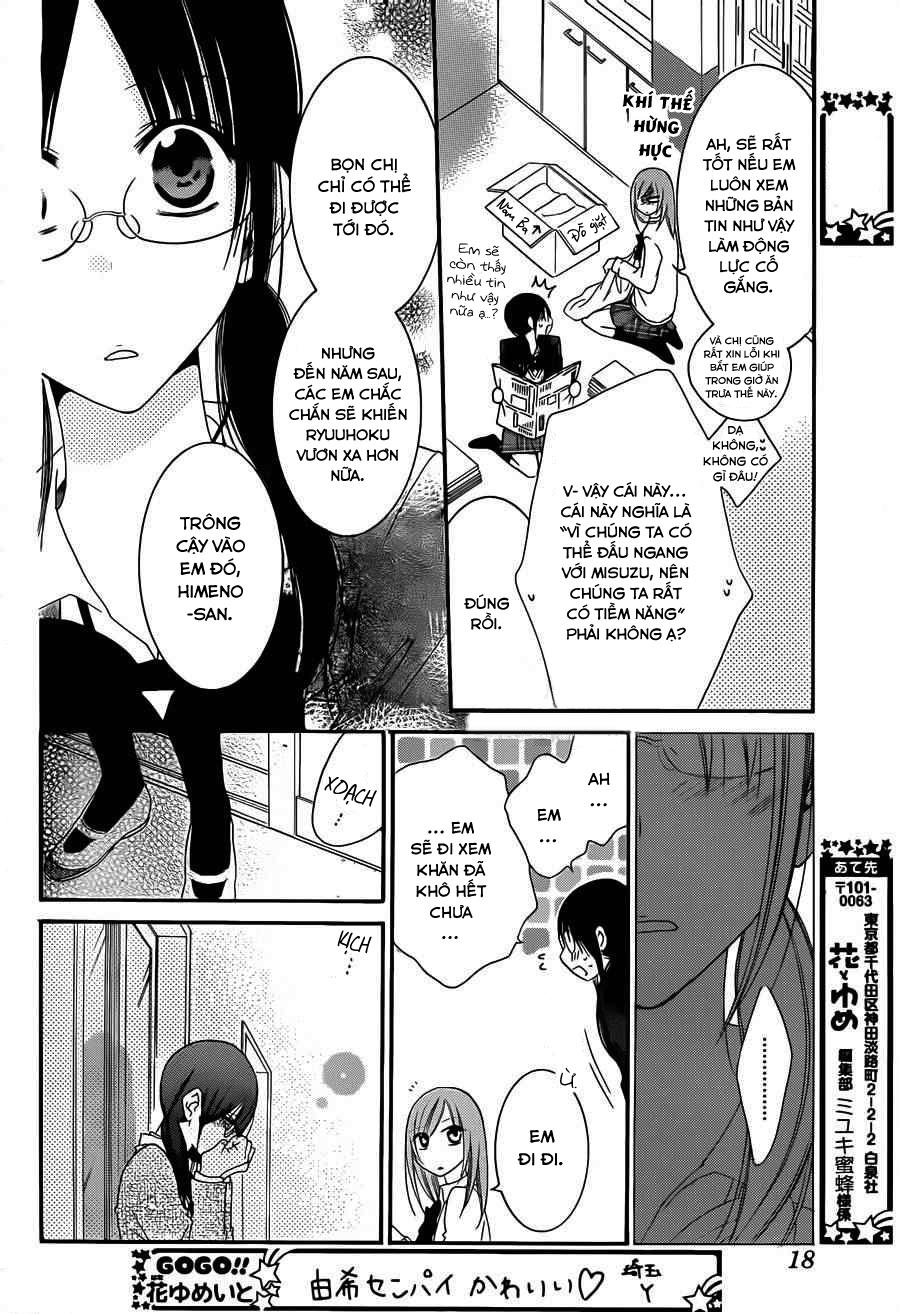 AH, SẼ RẤT
TỐT NẾU EM
LUÔN XEM
NHỮNG BẢN
TIN NHƯ VẬY
LÀM ĐỘNG
LỰC CỐ
GẮNG.
VÀ CHỊ CŨNG
RẤT XIN LỖI KHI
BẮT EM GIÚP
TRONG GIỜ ĂN
TRƯA THẾ NÀY.
DẠ
KHÔNG,
KHÔNG CÓ
GÌ ĐÂU!
KHÍ THẾ
HỪNG
HỰC
Năm Ba
Đồ giặt
Em sẽ
còn thấy
nhiều tin
như vậy
nữa ạ..?
V- VẬY CÁI NÀY...
CÁI NÀY NGHĨA LÀ
"VÌ CHÚNG TA CÓ
THỂ ĐẤU NGANG
VỚI MISUZU, NÊN
CHÚNG TA RẤT
CÓ TIỀM NĂNG"
PHẢI KHÔNG Ạ?
ĐÚNG
RỒI.
BỌN CHỊ
CHỈ CÓ THỂ
ĐI ĐƯỢC
TỚI ĐÓ.
NHƯNG
ĐẾN NĂM SAU,
CÁC EM CHẮC
CHẮN SẼ KHIẾN
RYUUHOKU
VƯƠN XA HƠN
NỮA.
TRÔNG
CẬY VÀO
EM ĐÓ,
HIMENO
-SAN.
..........
AH
...
EM
...
... EM
SẼ ĐI XEM
KHĂN ĐÃ
KHÔ HẾT
CHƯA
...
Ừ.
EM
ĐI ĐI.
XOẠCH
...
KỊCH
...
あて先
〒101-
0063
東京都千代田区神田淡路町2-2-2 白泉社
花とゆめ 編集部 ミユキ蜜蜂様係
18
GOGO!!
花ゆめいと
由希センパイ かわいい♡ 埼玉 Y